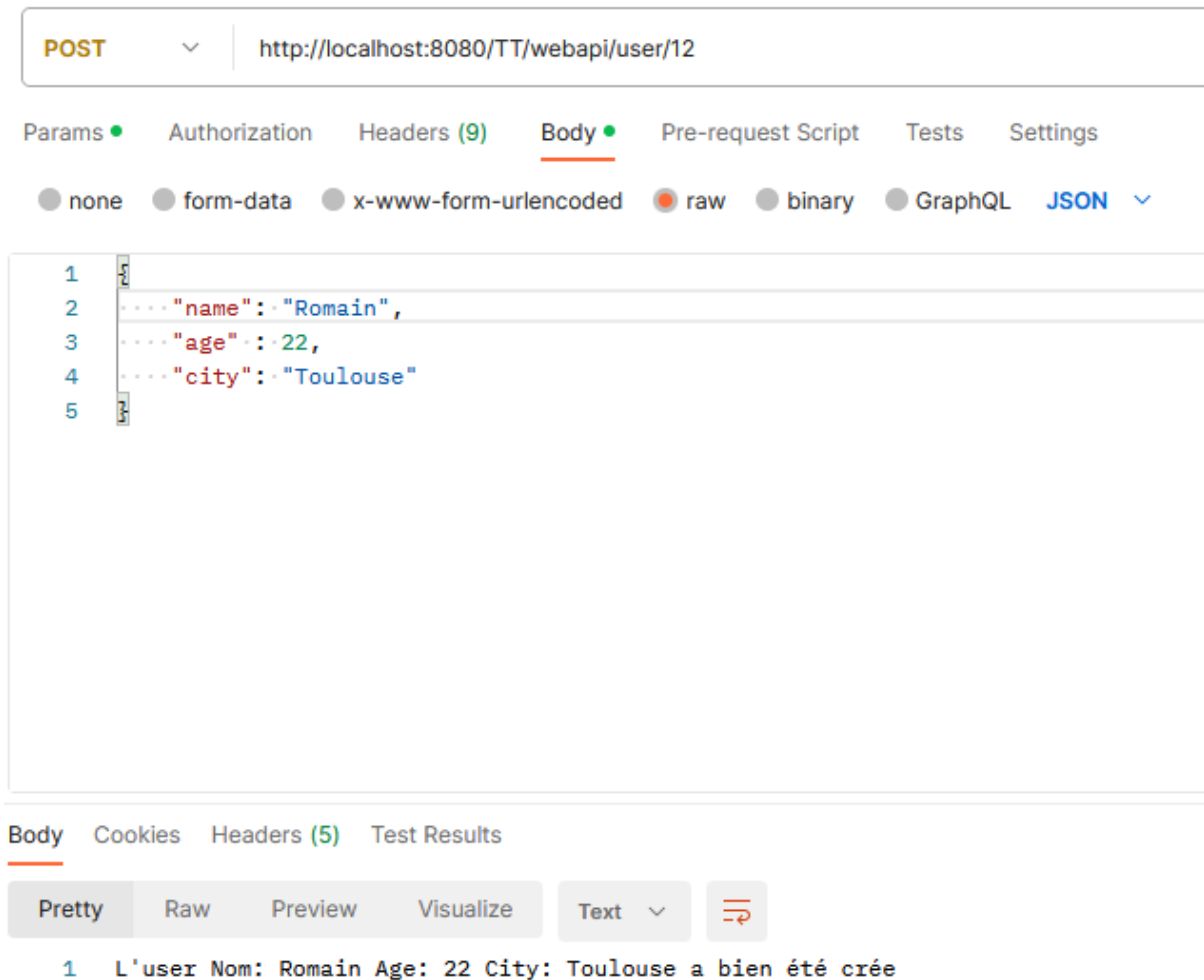 POST http://localhost:8080/TT/webapi/user/12
Params Authorization Headers (9) Body Pre-request Script Tests Settings
none form-data x-www-form-urlencoded raw binary GraphQL JSON
1 {
2 "name": "Romain",
3 "age" : 22,
4 "city": "Toulouse"
5 }
Body Cookies Headers (5) Test Results
Pretty Raw Preview Visualize Text
1 L'user Nom: Romain Age: 22 City: Toulouse a bien été crée